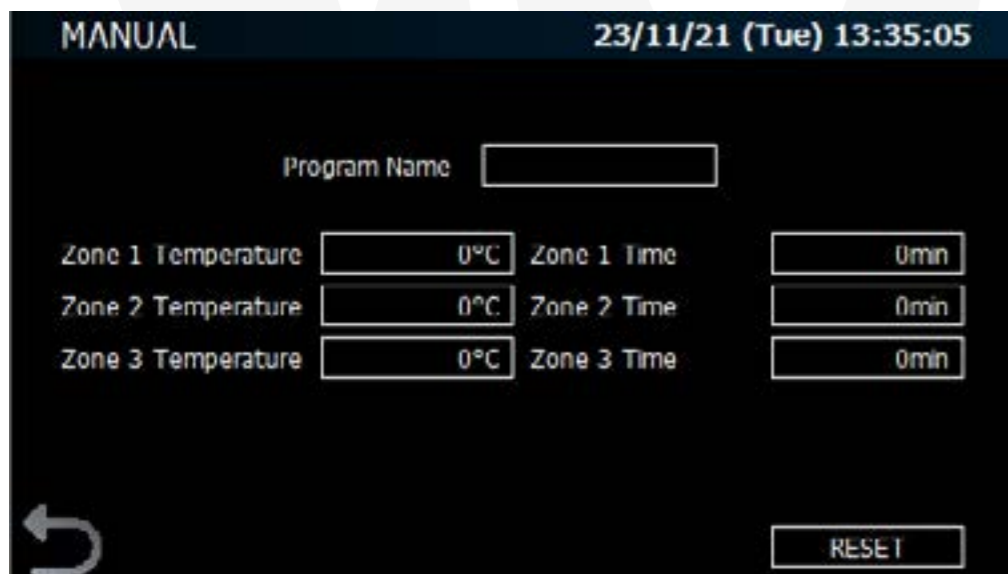 MANUAL 23/11/21 (Tue) 13:35:05
Program Name
Zone 1 Temperature 0°C Zone 1 Time 0min
Zone 2 Temperature 0°C Zone 2 Time 0min
Zone 3 Temperature 0°C Zone 3 Time 0min
RESET